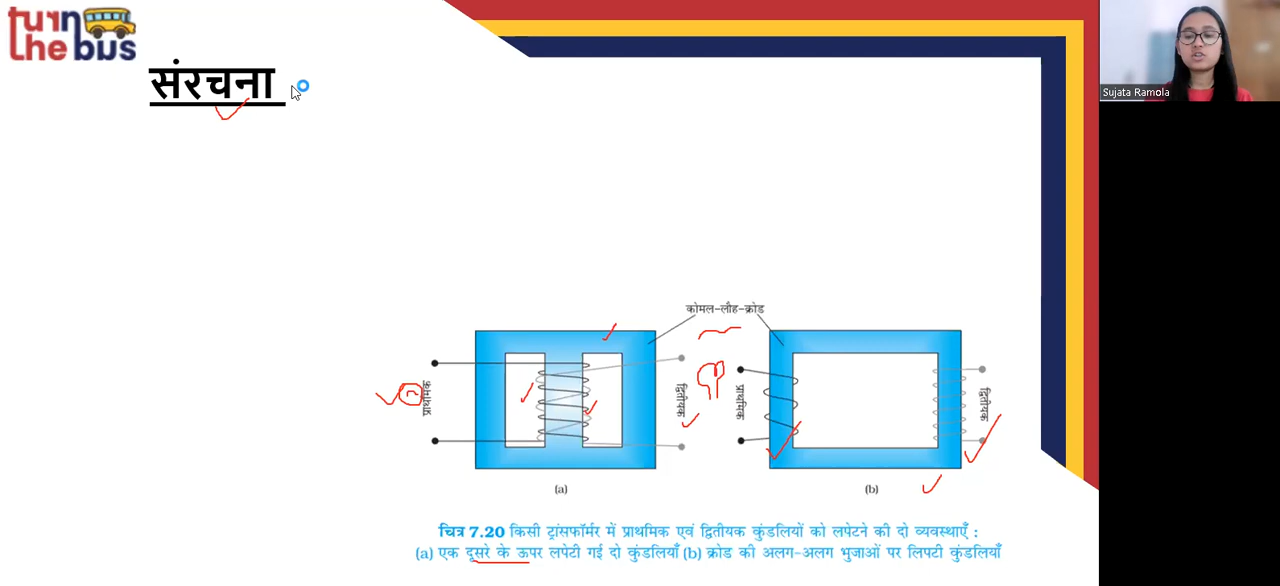 turn
the bus
संरचना
Sujata Ramola
कोमल-लौह-क्रोड
प्राथमिक
द्वितीयक
प्राथमिक
द्वितीयक
(a)
(b)
चित्र 7.20 किसी ट्रांसफॉर्मर में प्राथमिक एवं द्वितीयक कुंडलियों को लपेटने की दो व्यवस्थाएँ :
(a) एक दूसरे के ऊपर लपेटी गई दो कुंडलियाँ (b) क्रोड की अलग-अलग भुजाओं पर लिपटी कुंडलियाँ